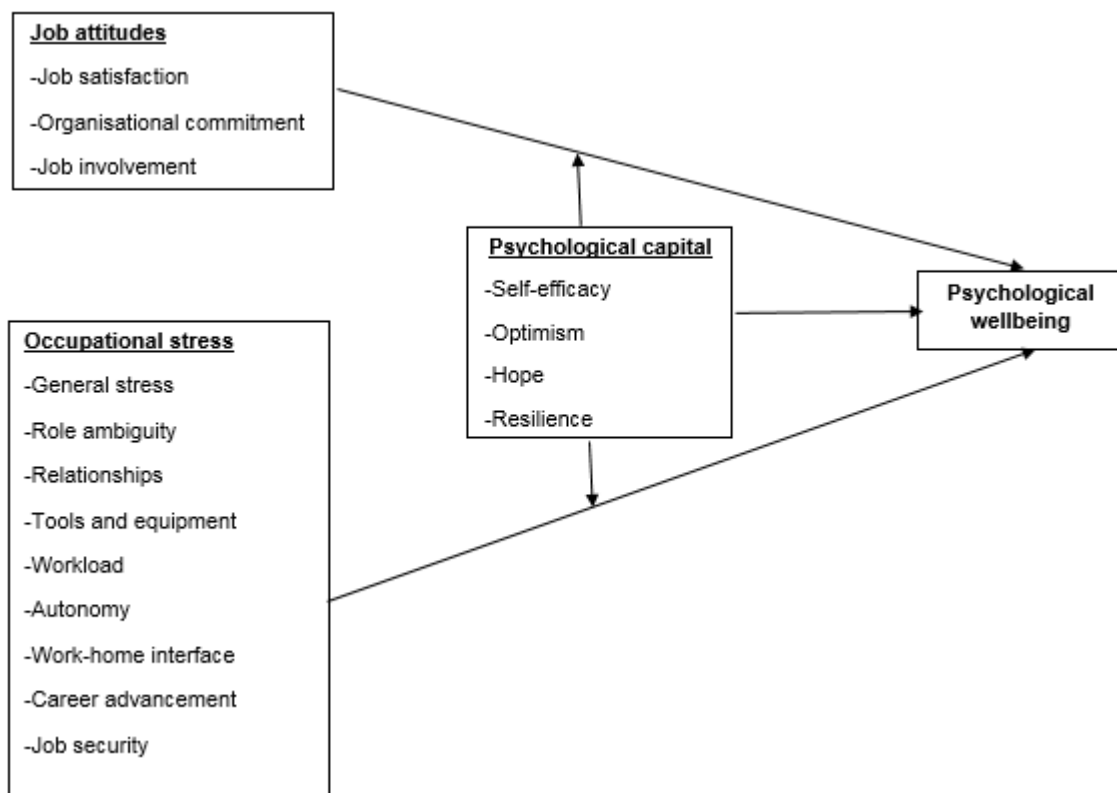 Job attitudes
-Job satisfaction
-Organisational commitment
-Job involvement
Psychological capital
-Self-efficacy
-Optimism
-Hope
-Resilience
Psychological
wellbeing
Occupational stress
-General stress
-Role ambiguity
-Relationships
-Tools and equipment
-Workload
-Autonomy
-Work-home interface
-Career advancement
-Job security